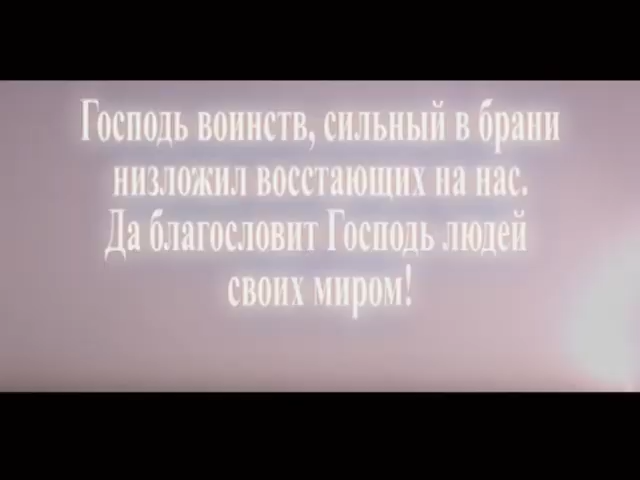 Господь воинств, сильный в брани
низложил восстающих на нас.
Да благословит Господь людей
своих миром!